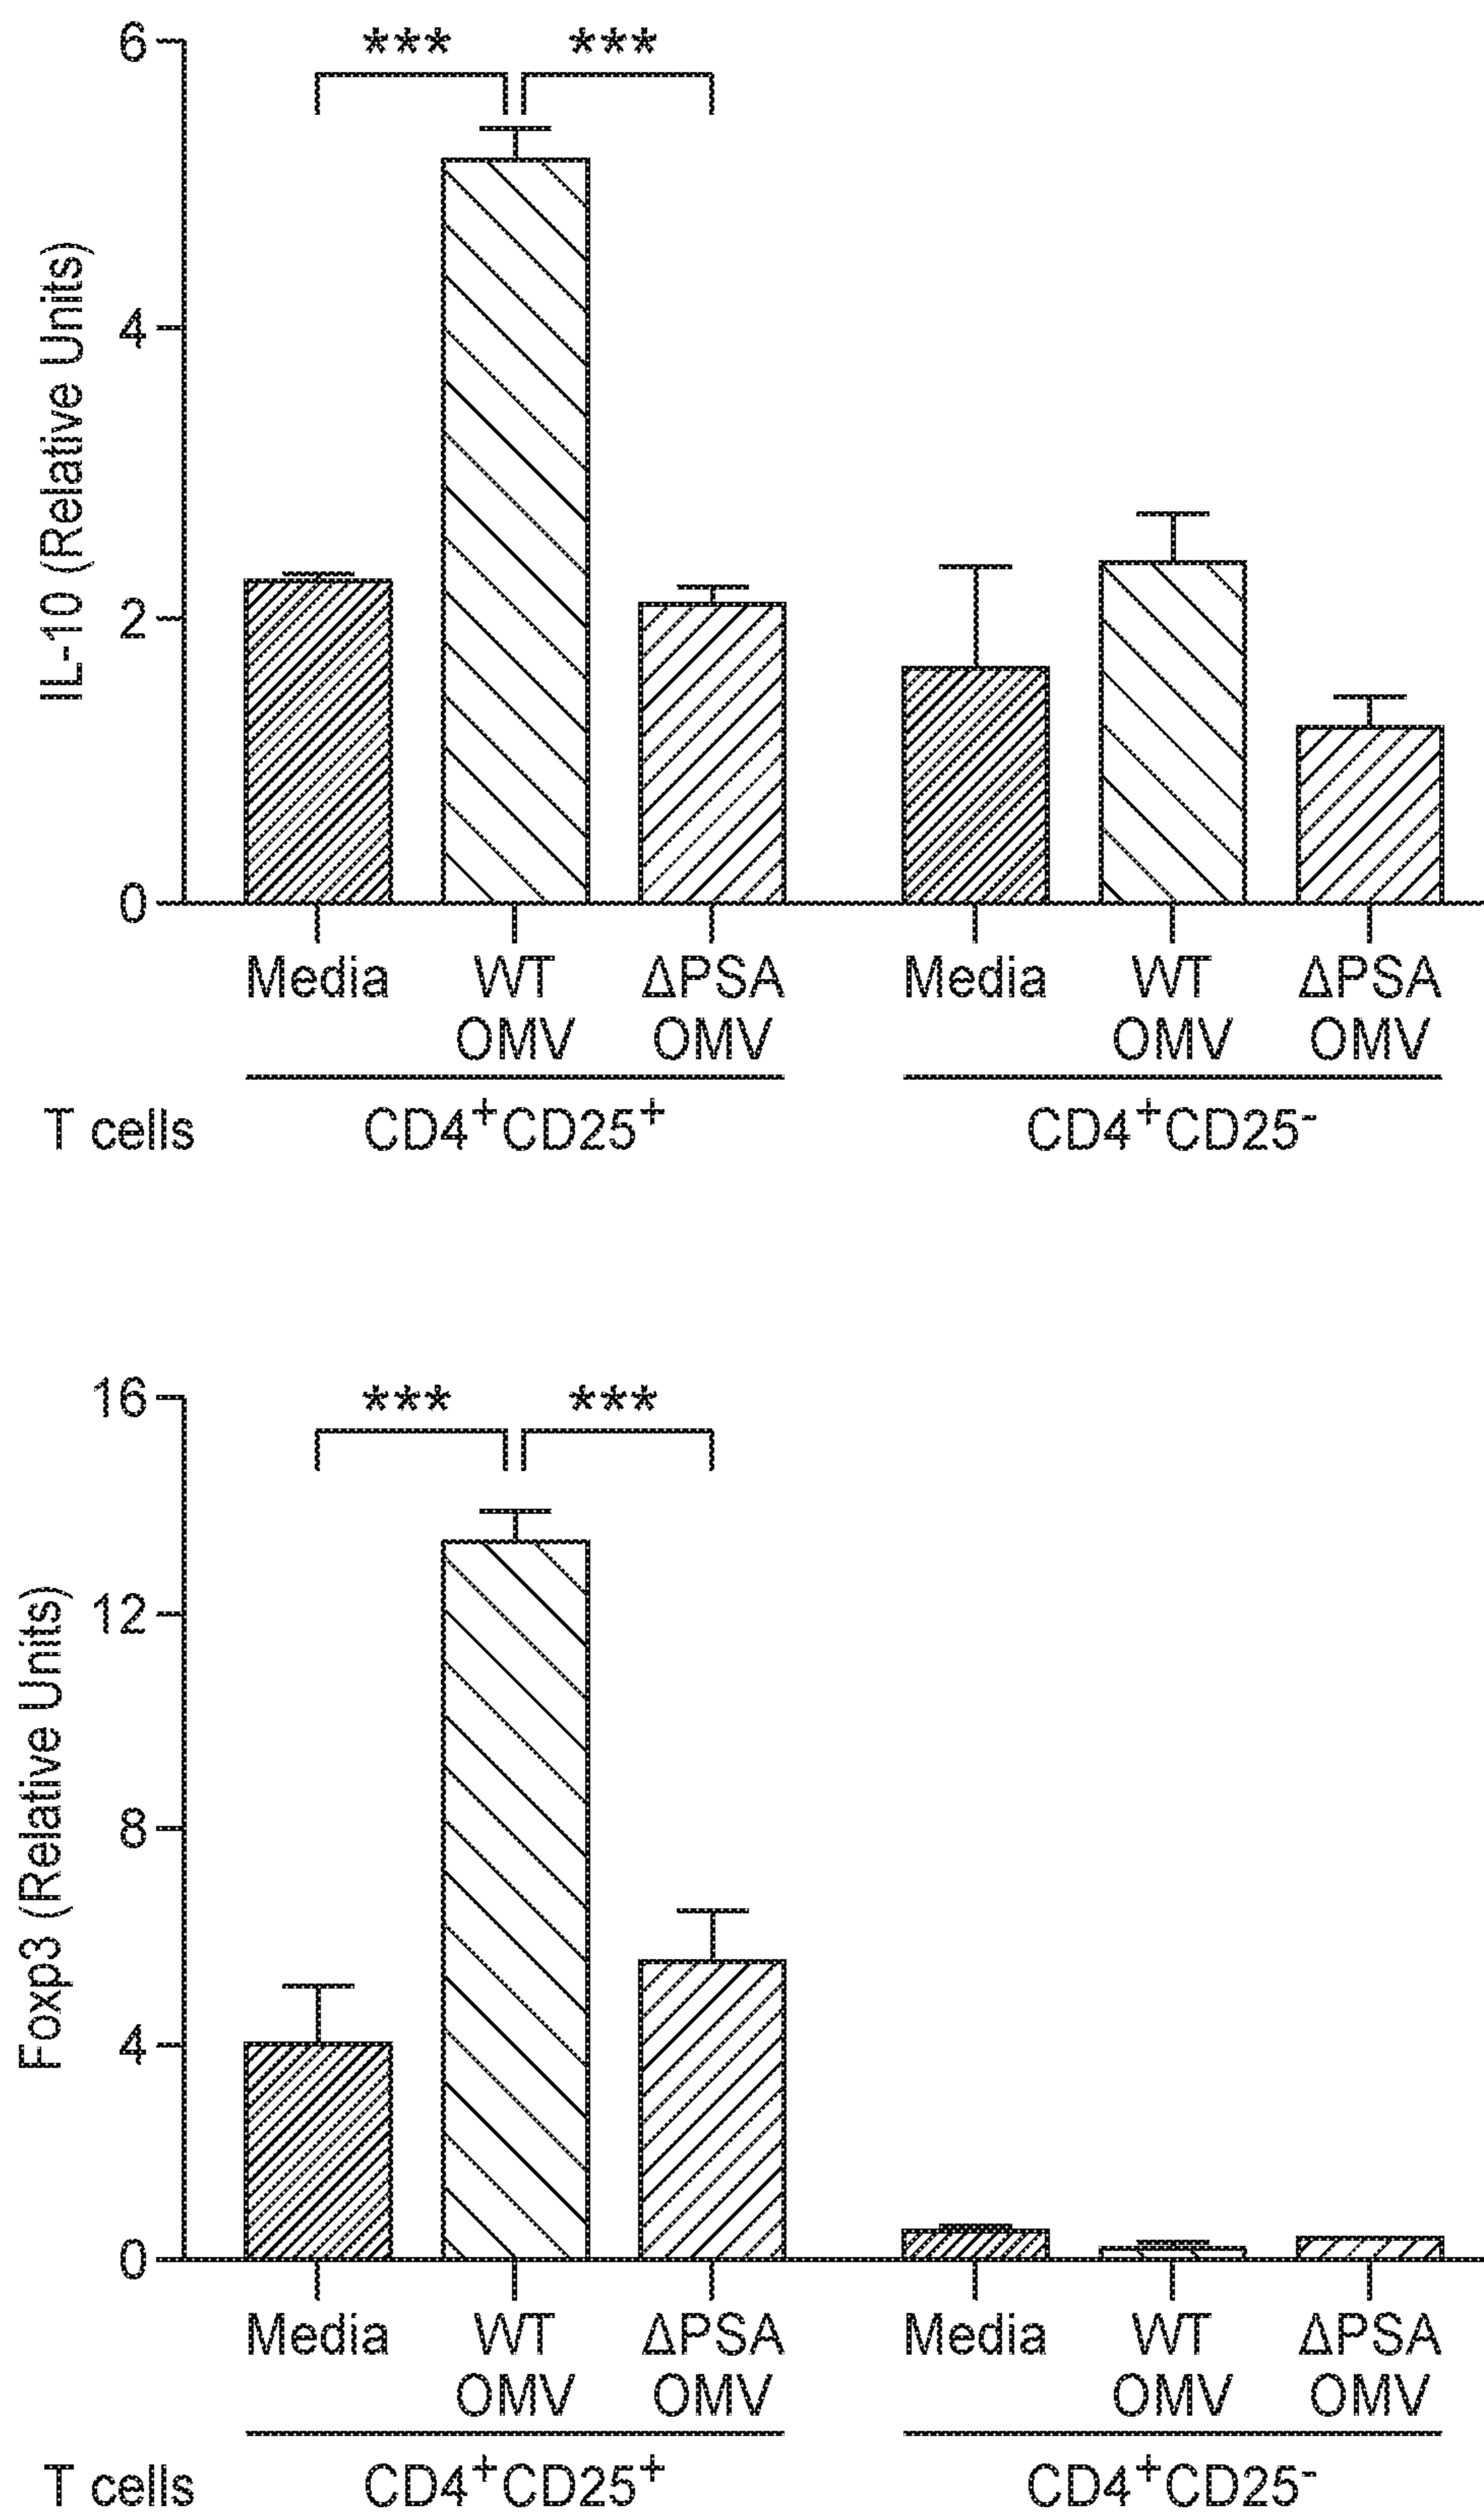 IL-10 (Relative Units)
6
4
2
0
*** ***
Media WT ΔPSA Media WT ΔPSA
OMV OMV OMV OMV
T cells CD4⁺CD25⁺ CD4⁺CD25⁻
Foxp3 (Relative Units)
16
12
8
4
0
*** ***
Media WT ΔPSA Media WT ΔPSA
OMV OMV OMV OMV
T cells CD4⁺CD25⁺ CD4⁺CD25⁻